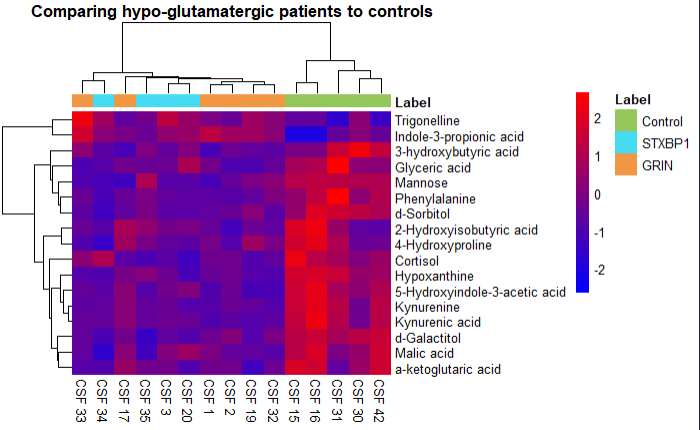 Comparing hypo-glutamatergic patients to controls
Label
Trigonelline
Indole-3-propionic acid
3-hydroxybutyric acid
Glyceric acid
Mannose
Phenylalanine
d-Sorbitol
2-Hydroxyisobutyric acid
4-Hydroxyproline
Cortisol
Hypoxanthine
5-Hydroxyindole-3-acetic acid
Kynurenine
Kynurenic acid
d-Galactitol
Malic acid
a-ketoglutaric acid
CSF 33
CSF 34
CSF 17
CSF 35
CSF 3
CSF 20
CSF 1
CSF 2
CSF 19
CSF 32
CSF 15
CSF 16
CSF 31
CSF 30
CSF 42
2
1
0
-1
-2
Label
Control
STXBP1
GRIN